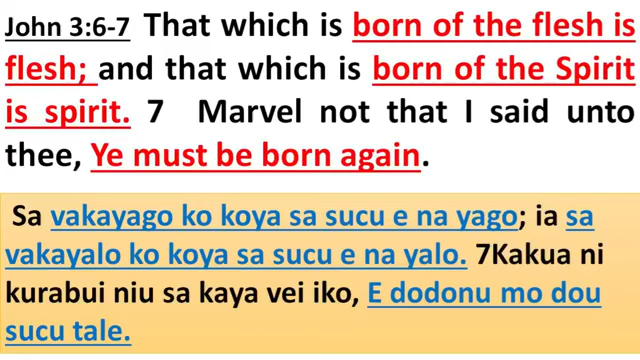 John 3:6-7 That which is born of the flesh is
flesh; and that which is born of the Spirit
is spirit. 7 Marvel not that I said unto
thee, Ye must be born again.
Sa vakayago ko koya sa sucu e na yago; ia sa
vakayalo ko koya sa sucu e na yalo. 7Kakua ni
kurabui niu sa kaya vei iko, E dodonu mo dou
sucu tale.